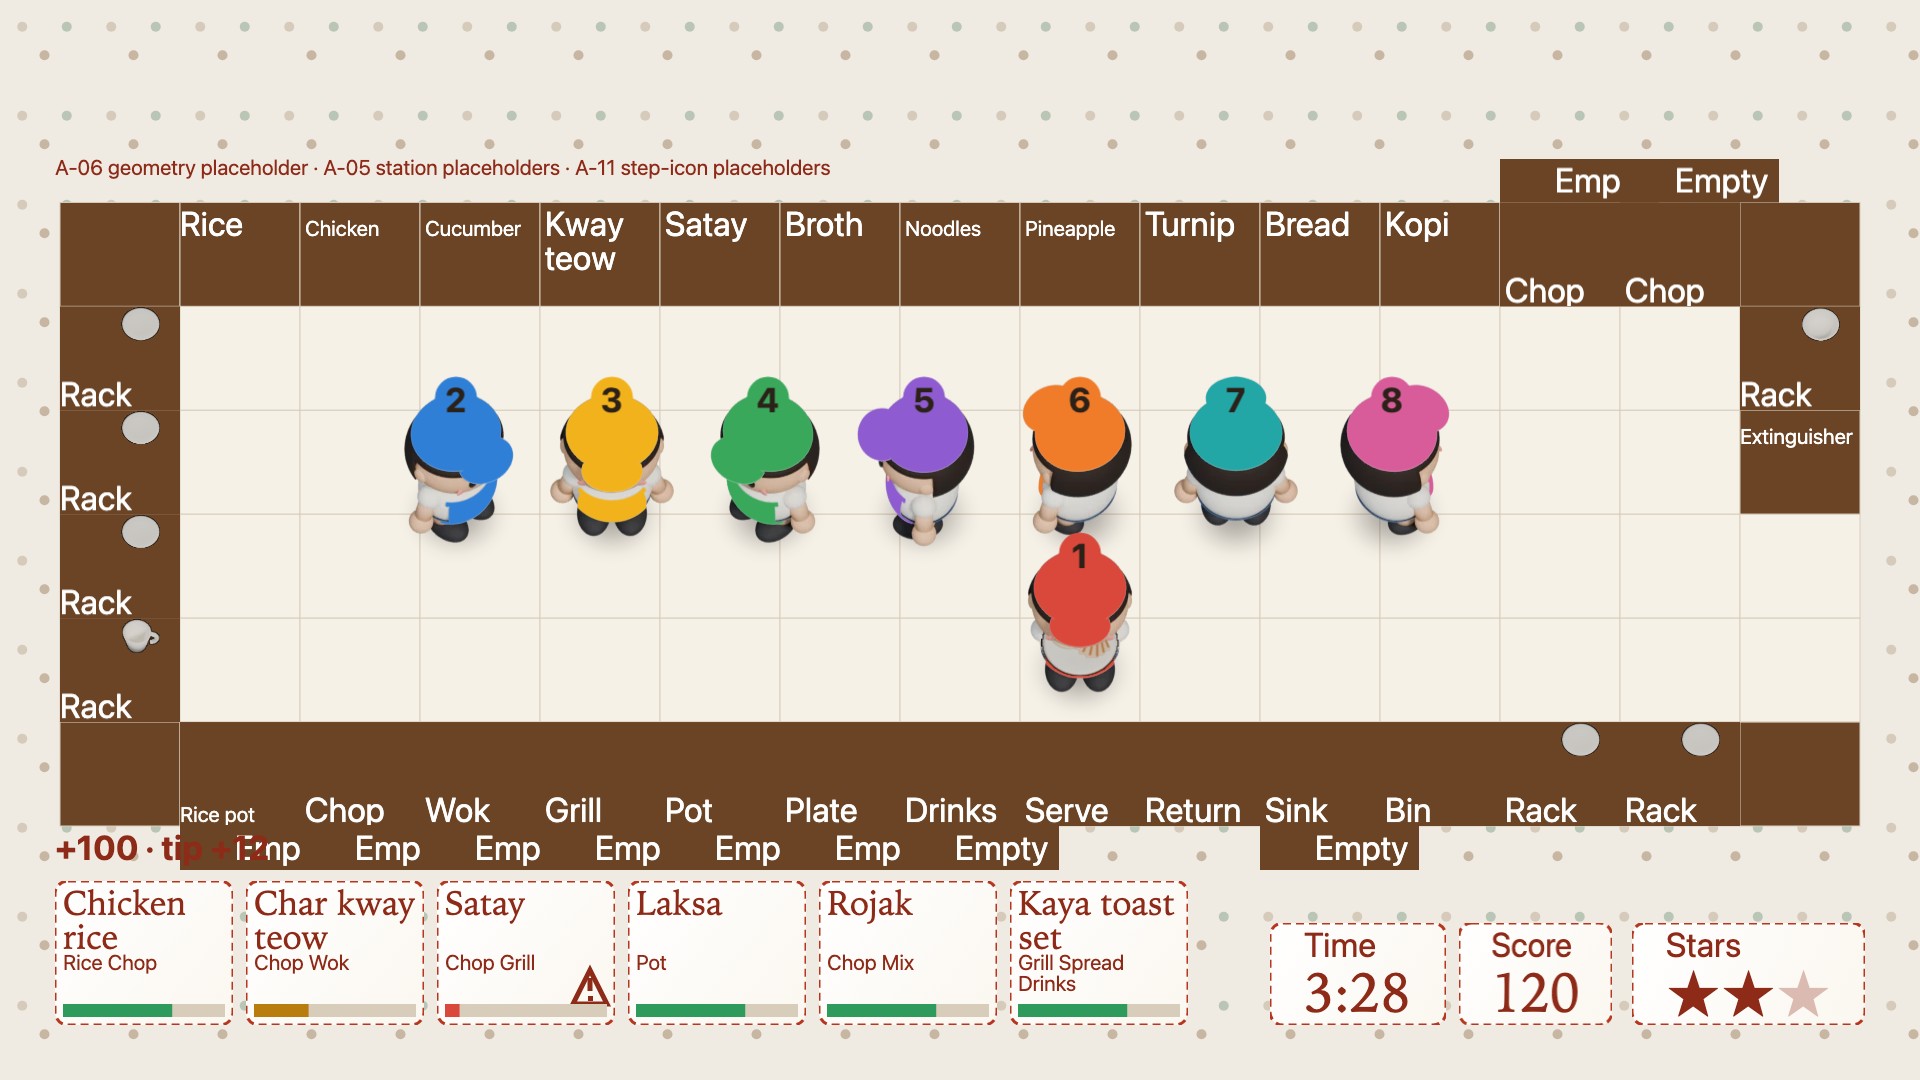 A-06 geometry placeholder · A-05 station placeholders · A-11 step-icon placeholders
Emp Empty
Rice Chicken Cucumber Kway teow Satay Broth Noodles Pineapple Turnip Bread Kopi
Chop Chop
Rack Rack
2 3 4 5 6 7 8
Extinguisher
Rack
1
Rack
Rack
Rice pot Chop Wok Grill Pot Plate Drinks Serve Return Sink Bin Rack Rack
+100 · tip +12
Emp Emp Emp Emp Emp Emp Empty Empty
Chicken rice
Rice Chop
Char kway teow
Chop Wok
Satay
Chop Grill
Laksa
Pot
Rojak
Chop Mix
Kaya toast set
Grill Spread
Drinks
Time
3:28
Score
120
Stars